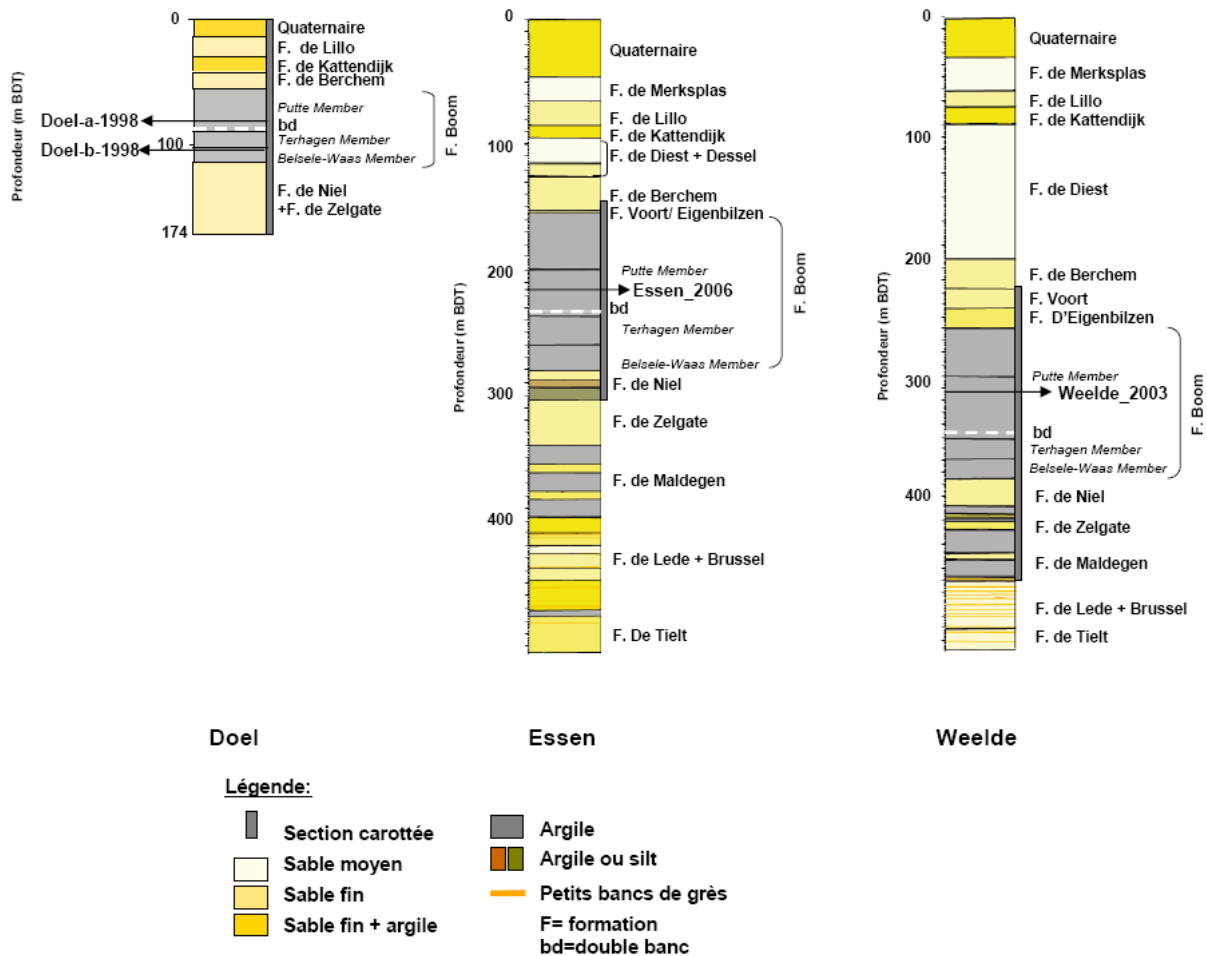 0
Quaternaire
F. de Lillo
F. de Kattendijk
F. de Berchem
Putte Member
Doel-a-1998
bd
Terhagen Member
100
Doel-b-1998
Belsele-Waas Member
F. Boom
F. de Niel
+F. de Zelgate
174
Profondeur (m BDT)
0
Quaternaire
F. de Merksplas
F. de Lillo
F. de Kattendijk
100
F. de Diest + Dessel
F. de Berchem
F. Voort/ Eigenbilzen
200
Putte Member
Essen_2006
bd
Terhagen Member
Belsele-Waas Member
F. Boom
F. de Niel
300
F. de Zelgate
F. de Maldegen
400
F. de Lede + Brussel
F. De Tielt
Profondeur (m BDT)
0
Quaternaire
F. de Merksplas
F. de Lillo
F. de Kattendijk
100
F. de Diest
200
F. de Berchem
F. Voort
F. D'Eigenbilzen
Putte Member
300
Weelde_2003
bd
Terhagen Member
Belsele-Waas Member
F. Boom
400
F. de Niel
F. de Zelgate
F. de Maldegen
F. de Lede + Brussel
F. de Tielt
Profondeur (m BDT)
Doel
Essen
Weelde
Légende:
Section carottée
Sable moyen
Sable fin
Sable fin + argile
Argile
Argile ou silt
Petits bancs de grès
F= formation
bd=double banc